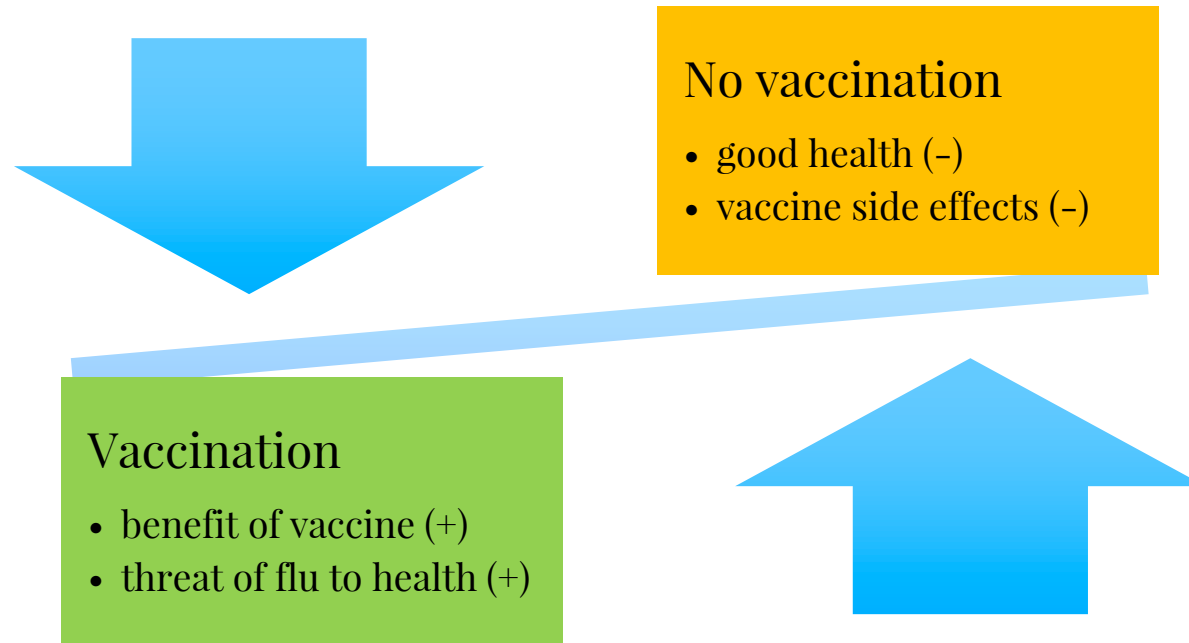 No vaccination
• good health (-)
• vaccine side effects (-)
Vaccination
• benefit of vaccine (+)
• threat of flu to health (+)